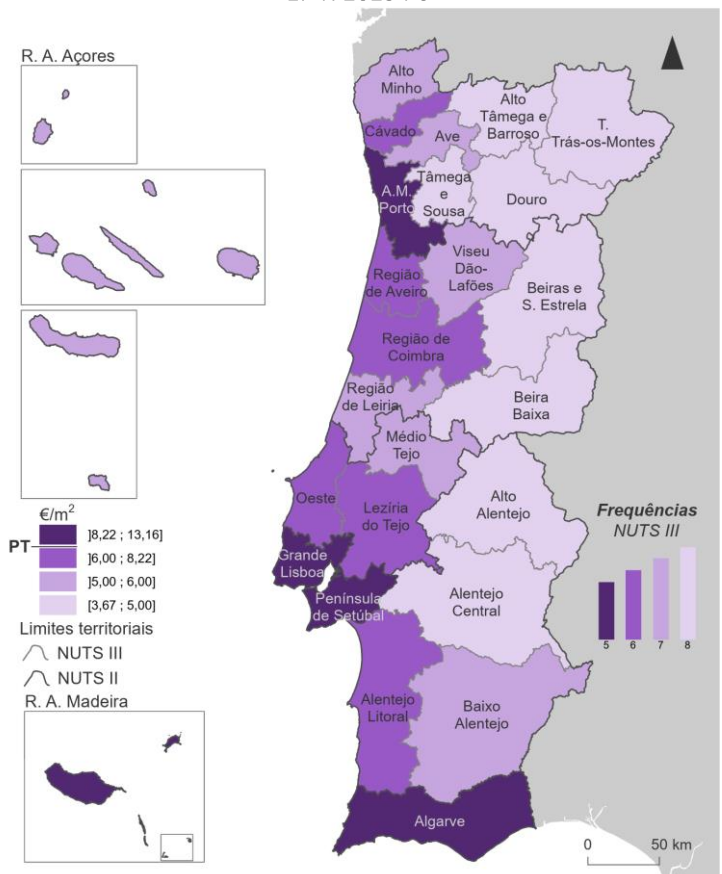 R. A. Açores
Alto
Minho
Cávado
Ave
Alto
Tâmega e
Barroso
T.
Trás-os-Montes
A.M.
Porto
Tâmega
e
Sousa
Douro
Região
de Aveiro
Viseu
Dão-
Lafões
Beiras e
S. Estrela
Região de
Coimbra
Região
de Leiria
Beira
Baixa
Médio
Tejo
Oeste
Lezíria
do Tejo
Alto
Alentejo
Grande
Lisboa
Península
de Setúbal
Alentejo
Central
Alentejo
Litoral
Baixo
Alentejo
Algarve
€/m²
PT
]8,22 ; 13,16]
]6,00 ; 8,22]
]5,00 ; 6,00]
[3,67 ; 5,00]
Limites territoriais
NUTS III
NUTS II
R. A. Madeira
Frequências
NUTS III
5 6 7 8
0 50 km